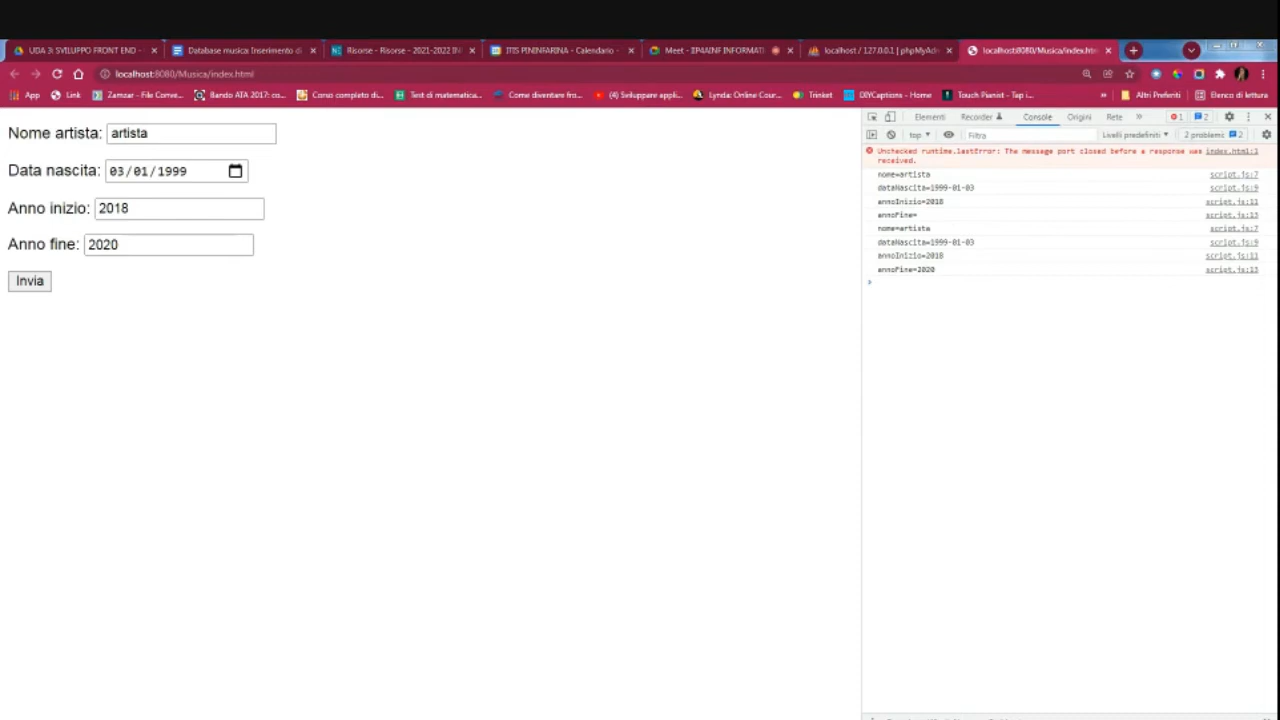 UDA 3: SVILUPPO FRONT END -
Database musica: Inserimento di
Risorse - Risorse - 2021-2022 IN
ITIS PININFARINA - Calendario -
Meet - IIP4AINF INFORMATI
localhost / 127.0.0.1 | phpMyAdm
localhost:8080/Musica/index.htm
localhost:8080/Musica/index.html
App
Link
Zamzar - File Conve...
Bando ATA 2017: co...
Corso completo di...
Test di matematica...
Come diventare fro...
(4) Sviluppare appli...
Lynda: Online Cour...
Trinket
DIYCaptions - Home
Touch Pianist - Tap i...
»
Altri Preferiti
Elenco di lettura
Nome artista: artista
Data nascita: 03/01/1999
Anno inizio: 2018
Anno fine: 2020
Invia
Elementi Recorder Console Origini Rete » 1 2
top Filtra Livelli predefiniti 2 problemi 2
Unchecked runtime.lastError: The message port closed before a response was received. index.html:1
nome=artista script.js:7
dataNascita=1999-01-03 script.js:9
annoInizio=2018 script.js:11
annoFine= script.js:13
nome=artista script.js:7
dataNascita=1999-01-03 script.js:9
annoInizio=2018 script.js:11
annoFine=2020 script.js:13